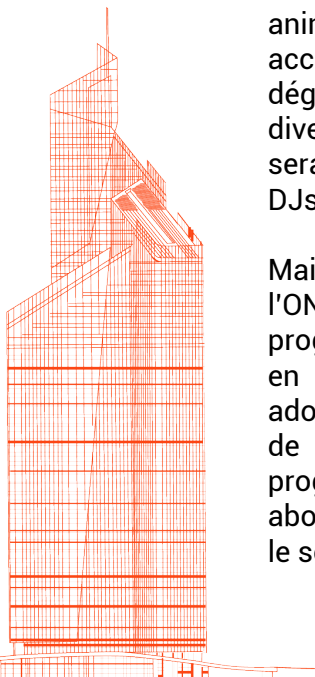 anim
acc
dég
dive
sera
DJs
Mai
l'ON
prog
en
ado
de
prog
abo
le se